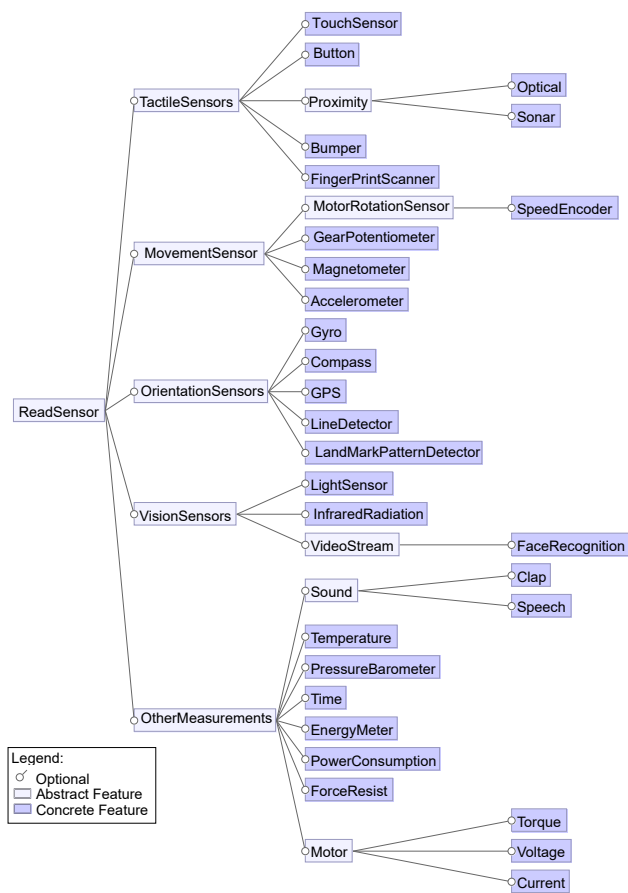 TouchSensor
Button
TactileSensors
Proximity
Optical
Sonar
Bumper
FingerPrintScanner
MotorRotationSensor
SpeedEncoder
GearPotentiometer
MovementSensor
Magnetometer
Accelerometer
Gyro
Compass
OrientationSensors
GPS
ReadSensor
LineDetector
LandMarkPatternDetector
LightSensor
VisionSensors
InfraredRadiation
VideoStream
FaceRecognition
Sound
Clap
Speech
Temperature
PressureBarometer
Time
OtherMeasurements
EnergyMeter
PowerConsumption
ForceResist
Motor
Torque
Voltage
Current
Legend:
Optional
Abstract Feature
Concrete Feature